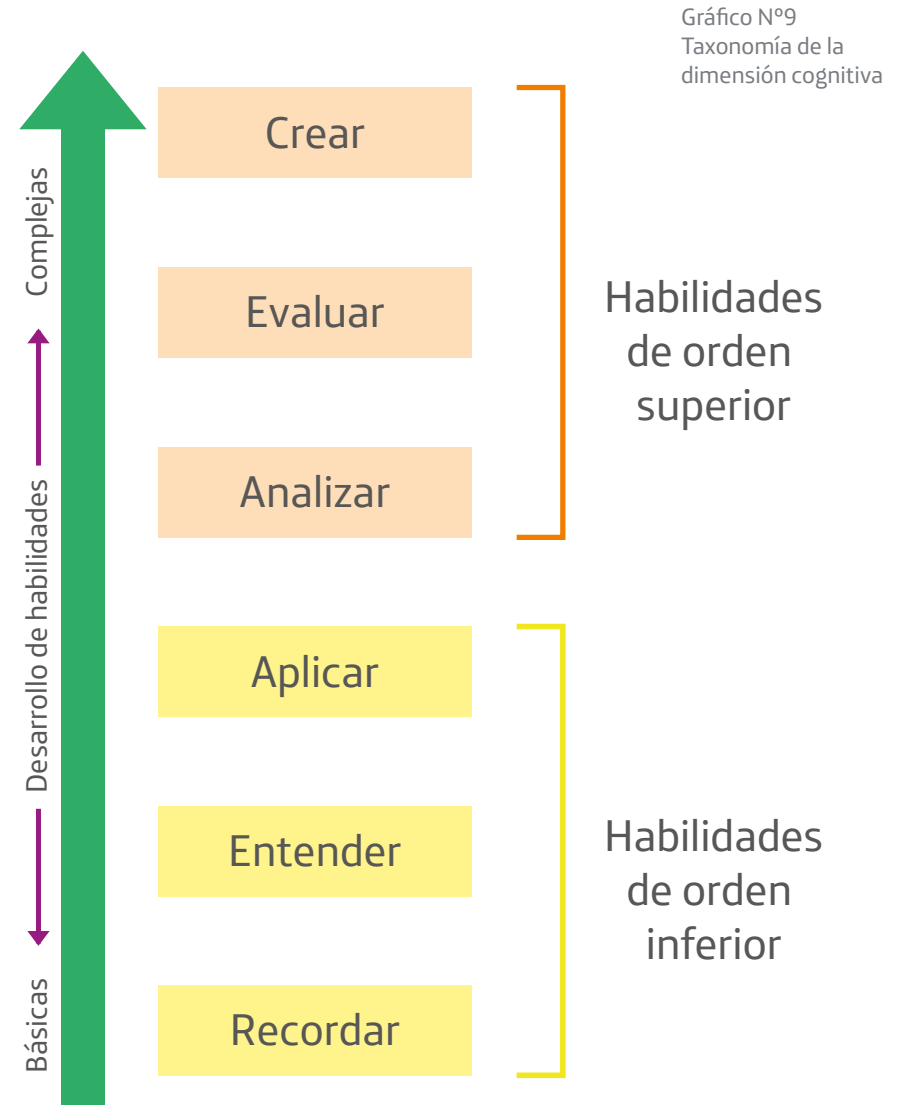 Gráfico Nº9
Taxonomía de la
dimensión cognitiva
Complejas
Desarrollo de habilidades
Básicas
Crear
Evaluar
Analizar
Habilidades
de orden
superior
Aplicar
Entender
Recordar
Habilidades
de orden
inferior